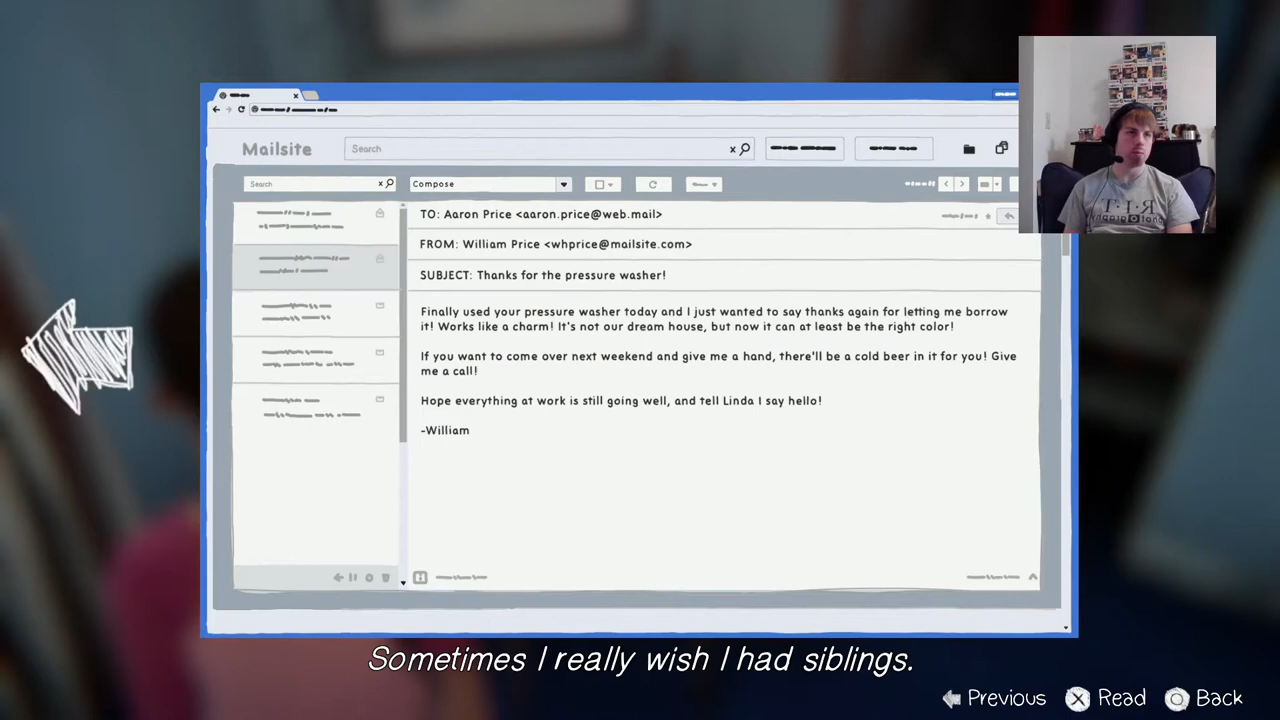 Mailsite
Search
x
Search
x
Compose
TO: Aaron Price <aaron.price@web.mail>
FROM: William Price <whprice@mailsite.com>
SUBJECT: Thanks for the pressure washer!
Finally used your pressure washer today and I just wanted to say thanks again for letting me borrow
it! Works like a charm! It's not our dream house, but now it can at least be the right color!
If you want to come over next weekend and give me a hand, there'll be a cold beer in it for you! Give
me a call!
Hope everything at work is still going well, and tell Linda I say hello!
-William
R·I·T
Sometimes I really wish I had siblings.
Previous
Read
Back